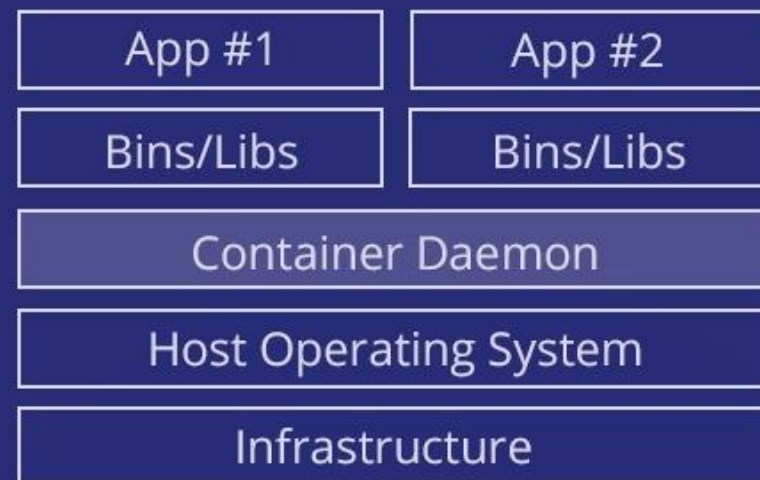 App #1
App #2
Bins/Libs
Bins/Libs
Container Daemon
Host Operating System
Infrastructure